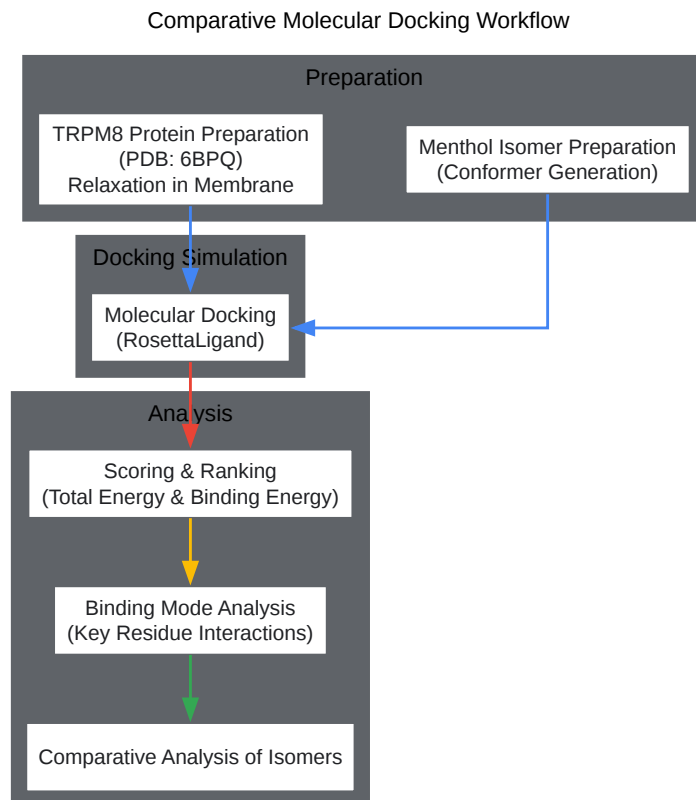 Comparative Molecular Docking Workflow
Preparation
TRPM8 Protein Preparation
(PDB: 6BPQ)
Relaxation in Membrane
Menthol Isomer Preparation
(Conformer Generation)
Docking Simulation
Molecular Docking
(RosettaLigand)
Analysis
Scoring & Ranking
(Total Energy & Binding Energy)
Binding Mode Analysis
(Key Residue Interactions)
Comparative Analysis of Isomers